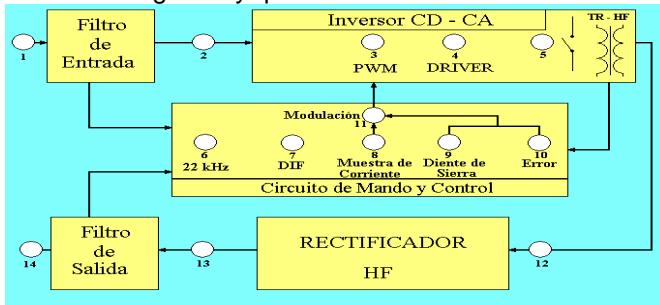 Filtro
de
Entrada
1
2
Inversor CD - CA
TR - HF
3
PWM
4
DRIVER
5
Modulación
11
6
22 kHz
7
DIF
8
Muestra de
Corriente
9
Diente de
Sierra
10
Error
Circuito de Mando y Control
Filtro
de
Salida
14
13
RECTIFICADOR
HF
12